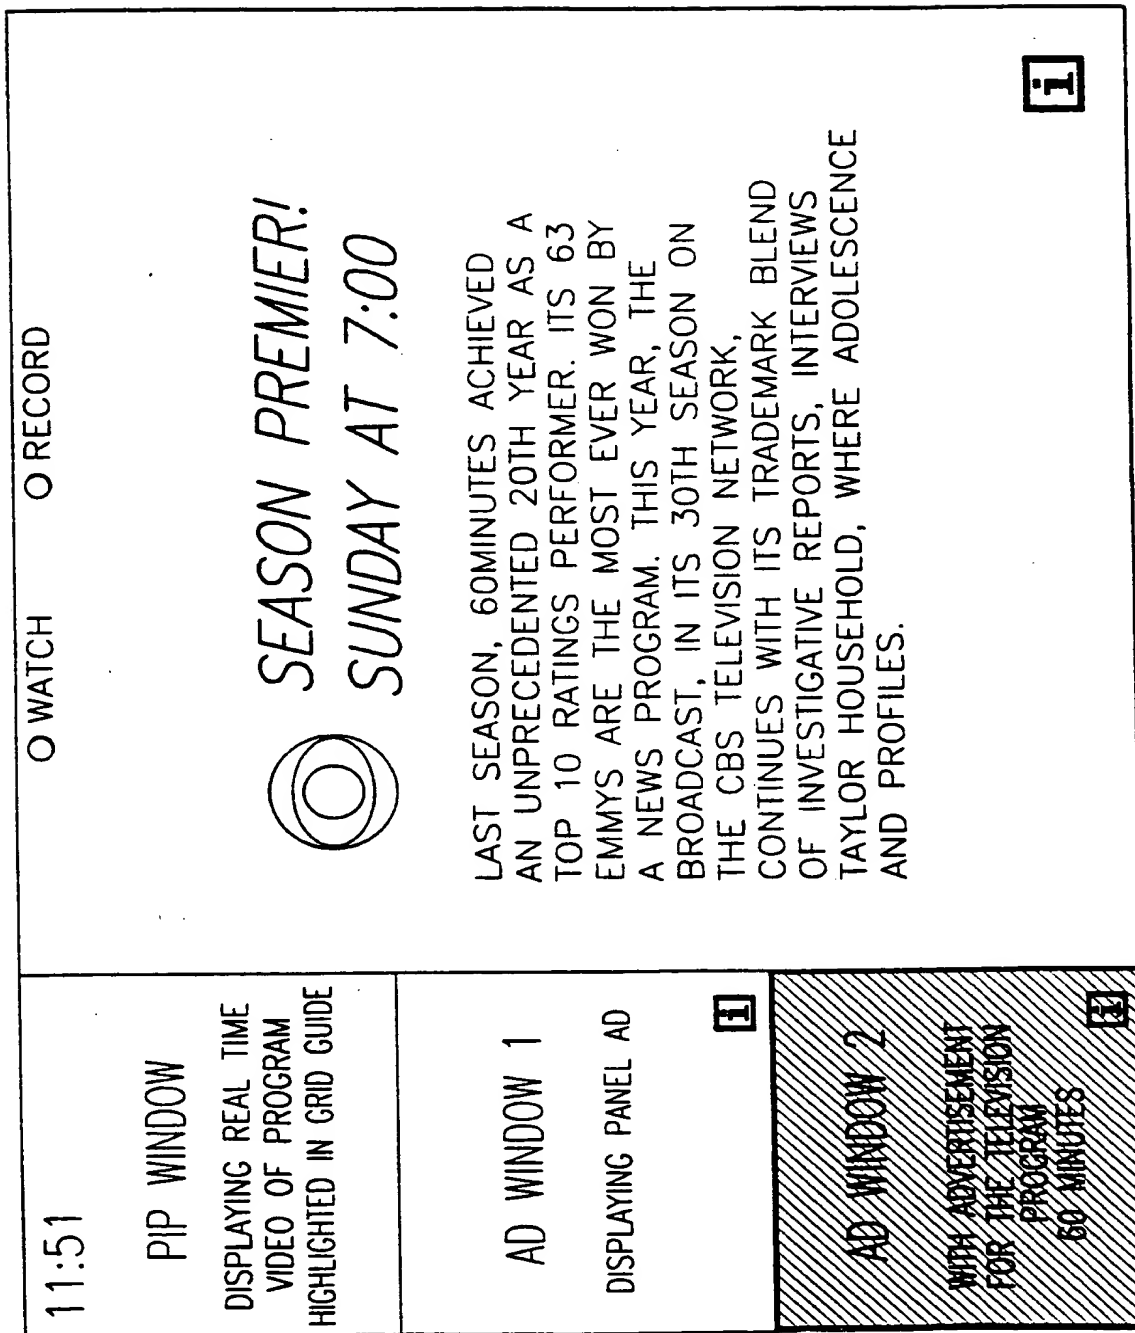 11:51
PIP WINDOW
DISPLAYING REAL TIME
VIDEO OF PROGRAM
HIGHLIGHTED IN GRID GUIDE
AD WINDOW 1
DISPLAYING PANEL AD
i
AD WINDOW 2
WITH ADVERTISEMENT
FOR THE TELEVISION
PROGRAM
60 MINUTES
i
O WATCH O RECORD
SEASON PREMIER!
SUNDAY AT 7:00
LAST SEASON, 60MINUTES ACHIEVED
AN UNPRECEDENTED 20TH YEAR AS A
TOP 10 RATINGS PERFORMER. ITS 63
EMMYS ARE THE MOST EVER WON BY
A NEWS PROGRAM. THIS YEAR, THE
BROADCAST, IN ITS 30TH SEASON ON
THE CBS TELEVISION NETWORK,
CONTINUES WITH ITS TRADEMARK BLEND
OF INVESTIGATIVE REPORTS, INTERVIEWS
TAYLOR HOUSEHOLD, WHERE ADOLESCENCE
AND PROFILES.
i